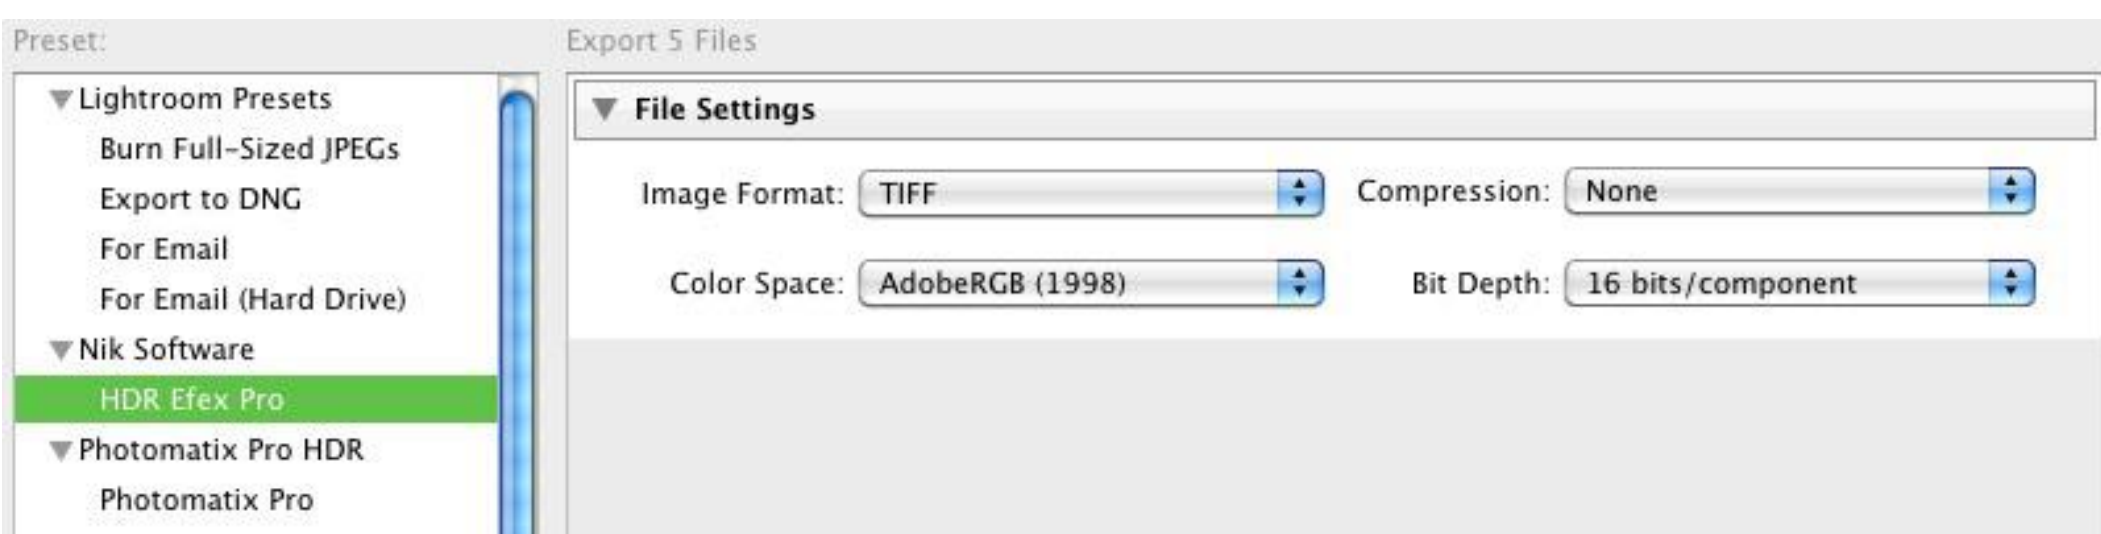 Preset:
Lightroom Presets
Burn Full-Sized JPEGs
Export to DNG
For Email
For Email (Hard Drive)
Nik Software
HDR Efex Pro
Photomatix Pro HDR
Photomatix Pro
Export 5 Files
File Settings
Image Format: TIFF Compression: None
Color Space: AdobeRGB (1998) Bit Depth: 16 bits/component